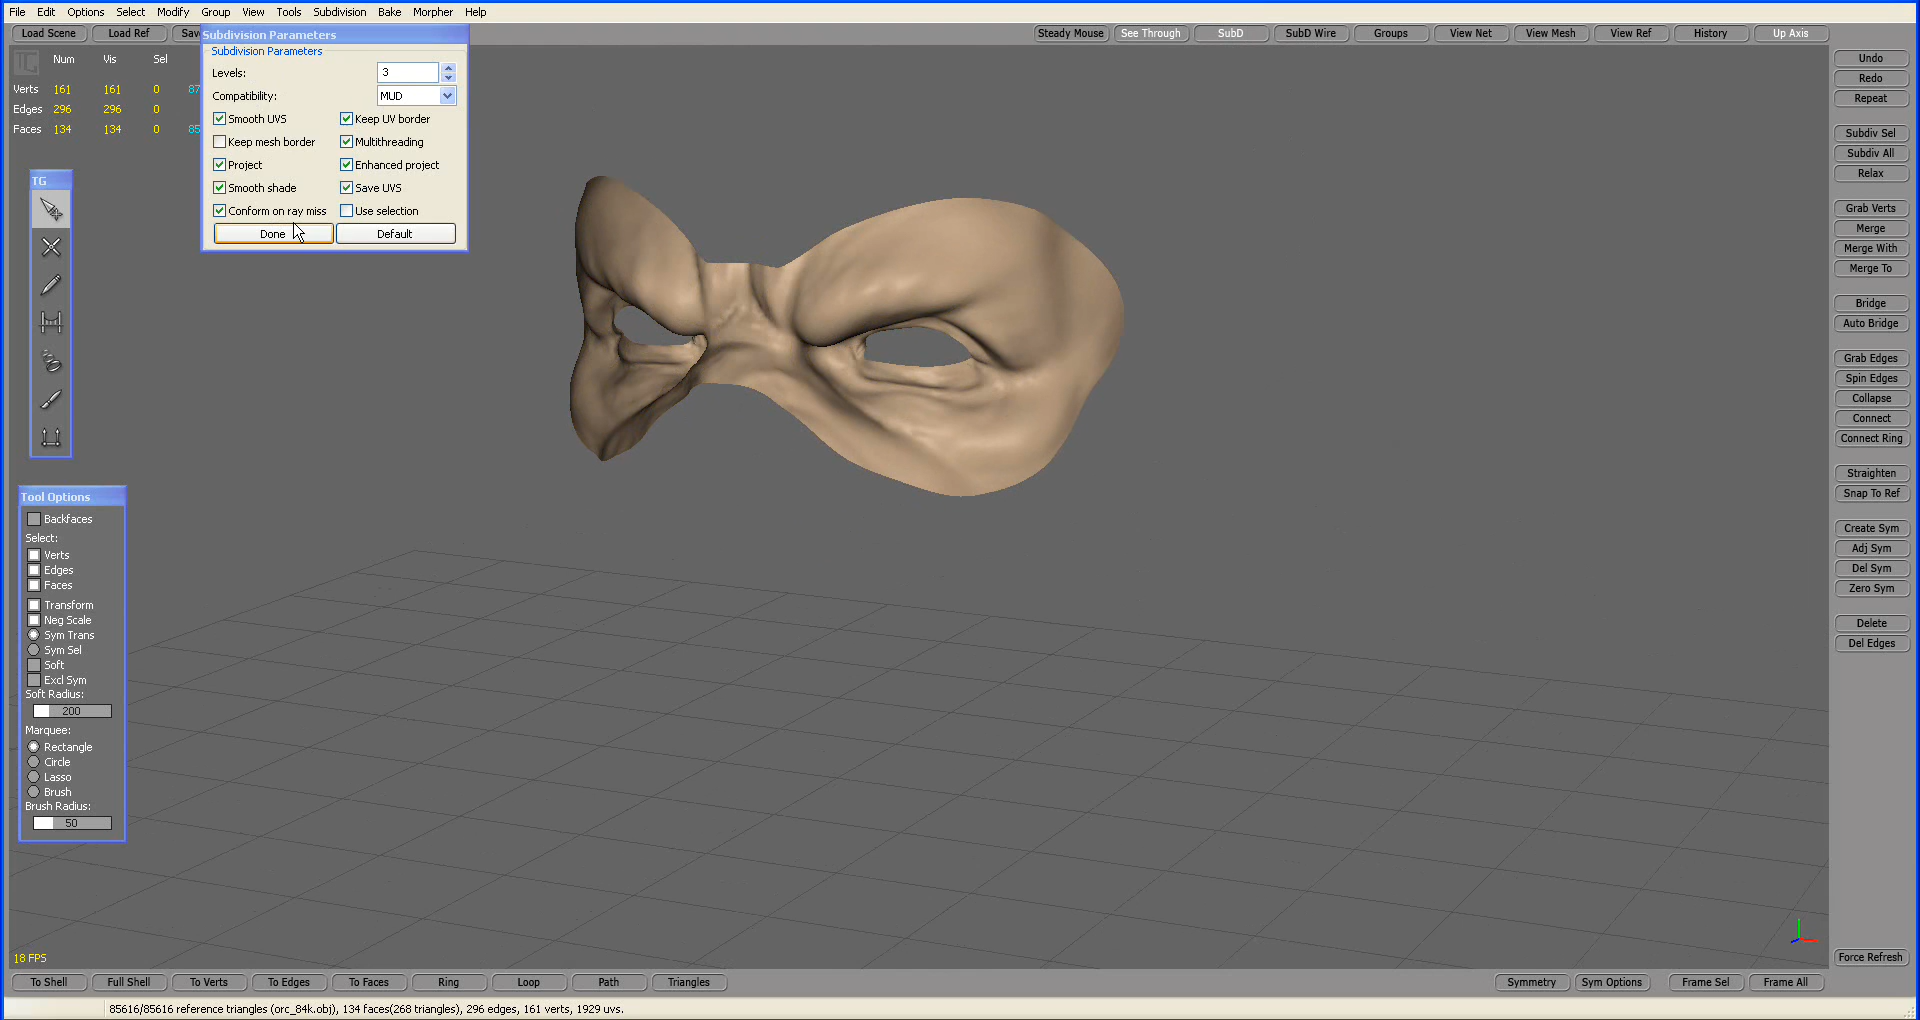 File Edit Options Select Modify Group View Tools Subdivision Bake Morpher Help
Load Scene Load Ref Steady Mouse See Through SubD SubD Wire Groups View Net View Mesh View Ref History Up Axis
Subdivision Parameters
Subdivision Parameters
Levels: 3
Compatibility: MUD
Smooth UVS Keep UV border
Keep mesh border Multithreading
Project Enhanced project
Smooth shade Save UVS
Conform on ray miss Use selection
Done Default
Num Vis Sel
Verts 161 161 0 87
Edges 296 296 0
Faces 134 134 0 85
TG
Tool Options
Backfaces
Select:
Verts
Edges
Faces
Transform
Neg Scale
Sym Trans
Sym Sel
Soft
Excl Sym
Soft Radius:
200
Marquee:
Rectangle
Circle
Lasso
Brush
Brush Radius:
50
Undo
Redo
Repeat
Subdiv Sel
Subdiv All
Relax
Grab Verts
Merge
Merge With
Merge To
Bridge
Auto Bridge
Grab Edges
Spin Edges
Collapse
Connect
Connect Ring
Straighten
Snap To Ref
Create Sym
Adj Sym
Del Sym
Zero Sym
Delete
Del Edges
Force Refresh
18 FPS
To Shell Full Shell To Verts To Edges To Faces Ring Loop Path Triangles Symmetry Sym Options Frame Sel Frame All
85616/85616 reference triangles (orc_84k.obj), 134 faces(268 triangles), 296 edges, 161 verts, 1929 uvs.